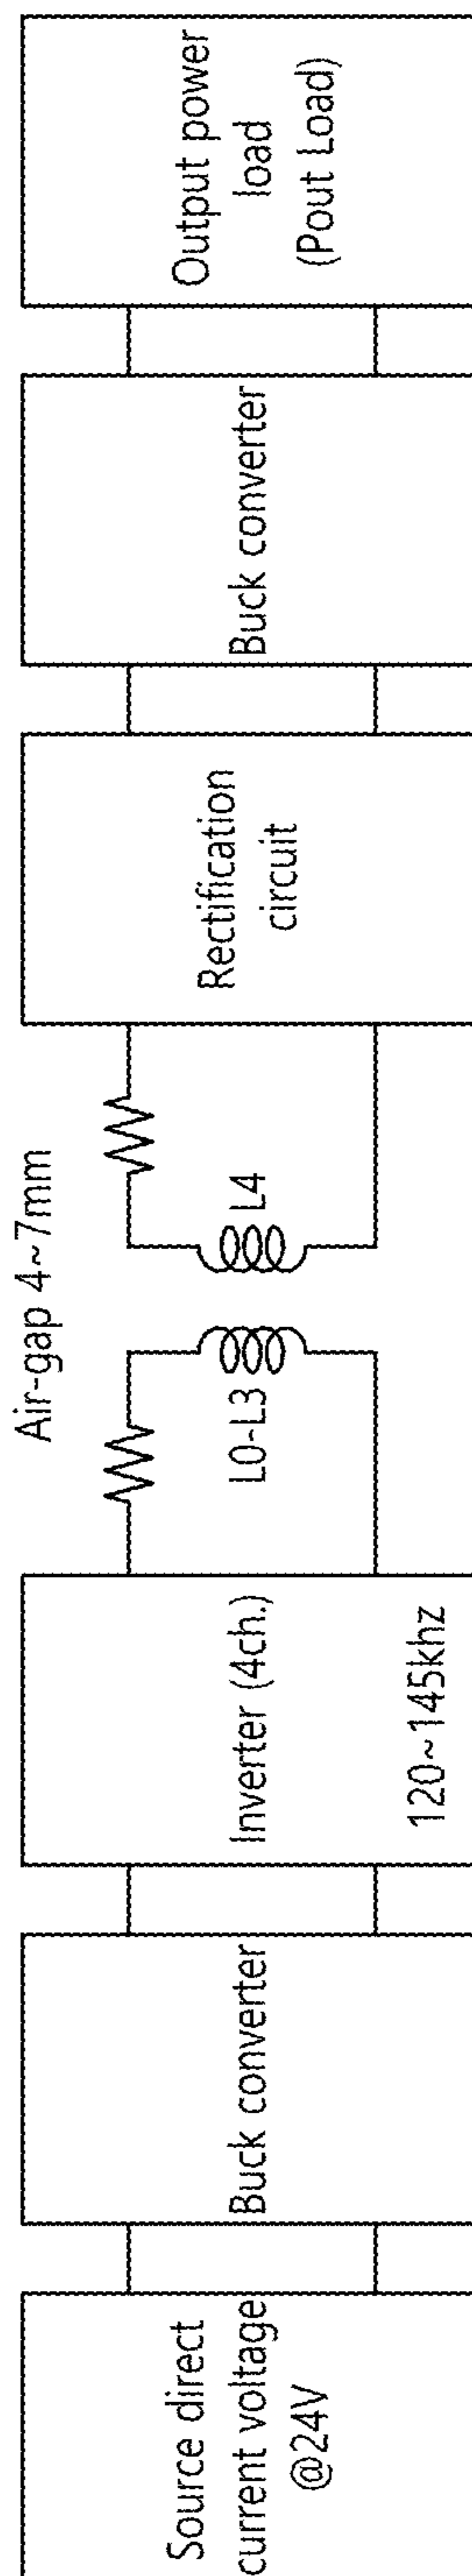 Source direct
current voltage
@24V
Buck converter
Inverter (4ch.)
120~145khz
Air-gap 4~7mm
L0-L3
L4
Rectification
circuit
Buck converter
Output power
load
(Pout Load)